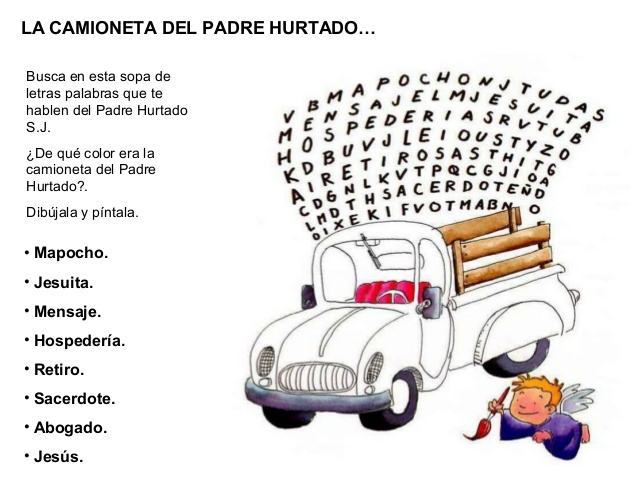 LA CAMIONETA DEL PADRE HURTADO…
Busca en esta sopa de
letras palabras que te
hablen del Padre Hurtado
S.J.
¿De qué color era la
camioneta del Padre
Hurtado?.
Dibújala y píntala.
• Mapocho.
• Jesuita.
• Mensaje.
• Hospedería.
• Retiro.
• Sacerdote.
• Abogado.
• Jesús.
V B M A P O C H O N J T U D A S
M E N S A J E L M J E S U I T A
H O S P E D E R I A S R V T U B
K D B U V J L E I O U S T Y Z O
A I R E T I R O S A S T H I T G
C D G N L K V T P Q C G J I O A
L M D T H S A C E R D O T E Ñ D
O I X E K I F V O T M A B N O